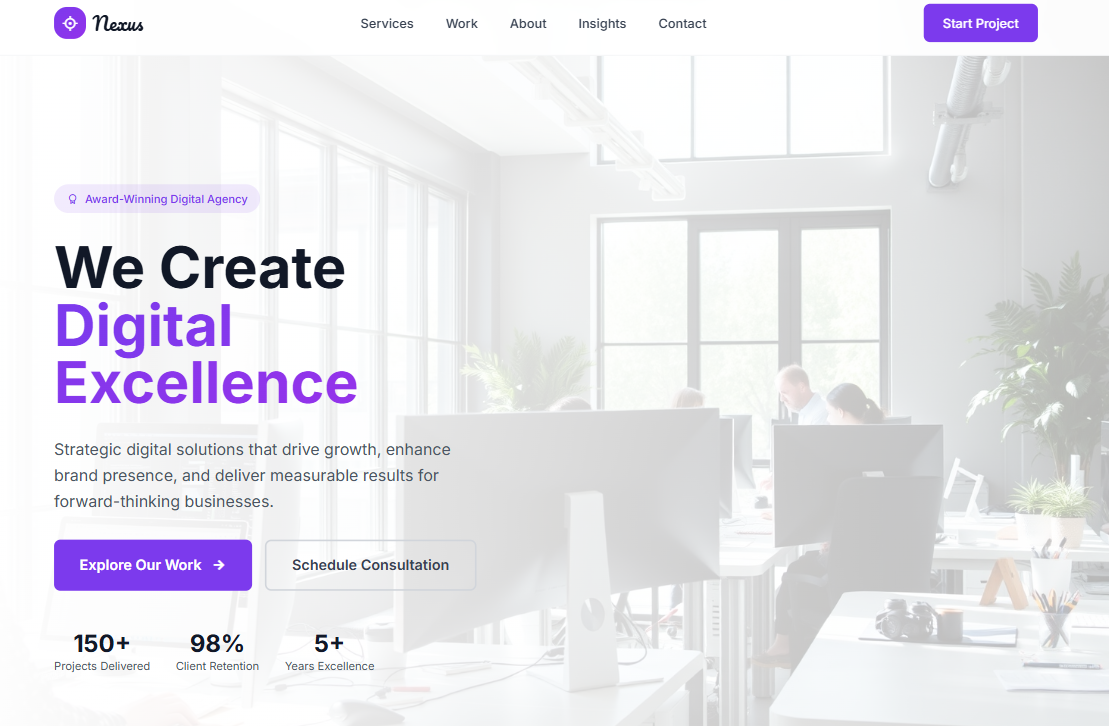 Nexus
Services
Work
About
Insights
Contact
Start Project
Award-Winning Digital Agency
We Create
Digital
Excellence
Strategic digital solutions that drive growth, enhance
brand presence, and deliver measurable results for
forward-thinking businesses.
Explore Our Work →
Schedule Consultation
150+
Projects Delivered
98%
Client Retention
5+
Years Excellence